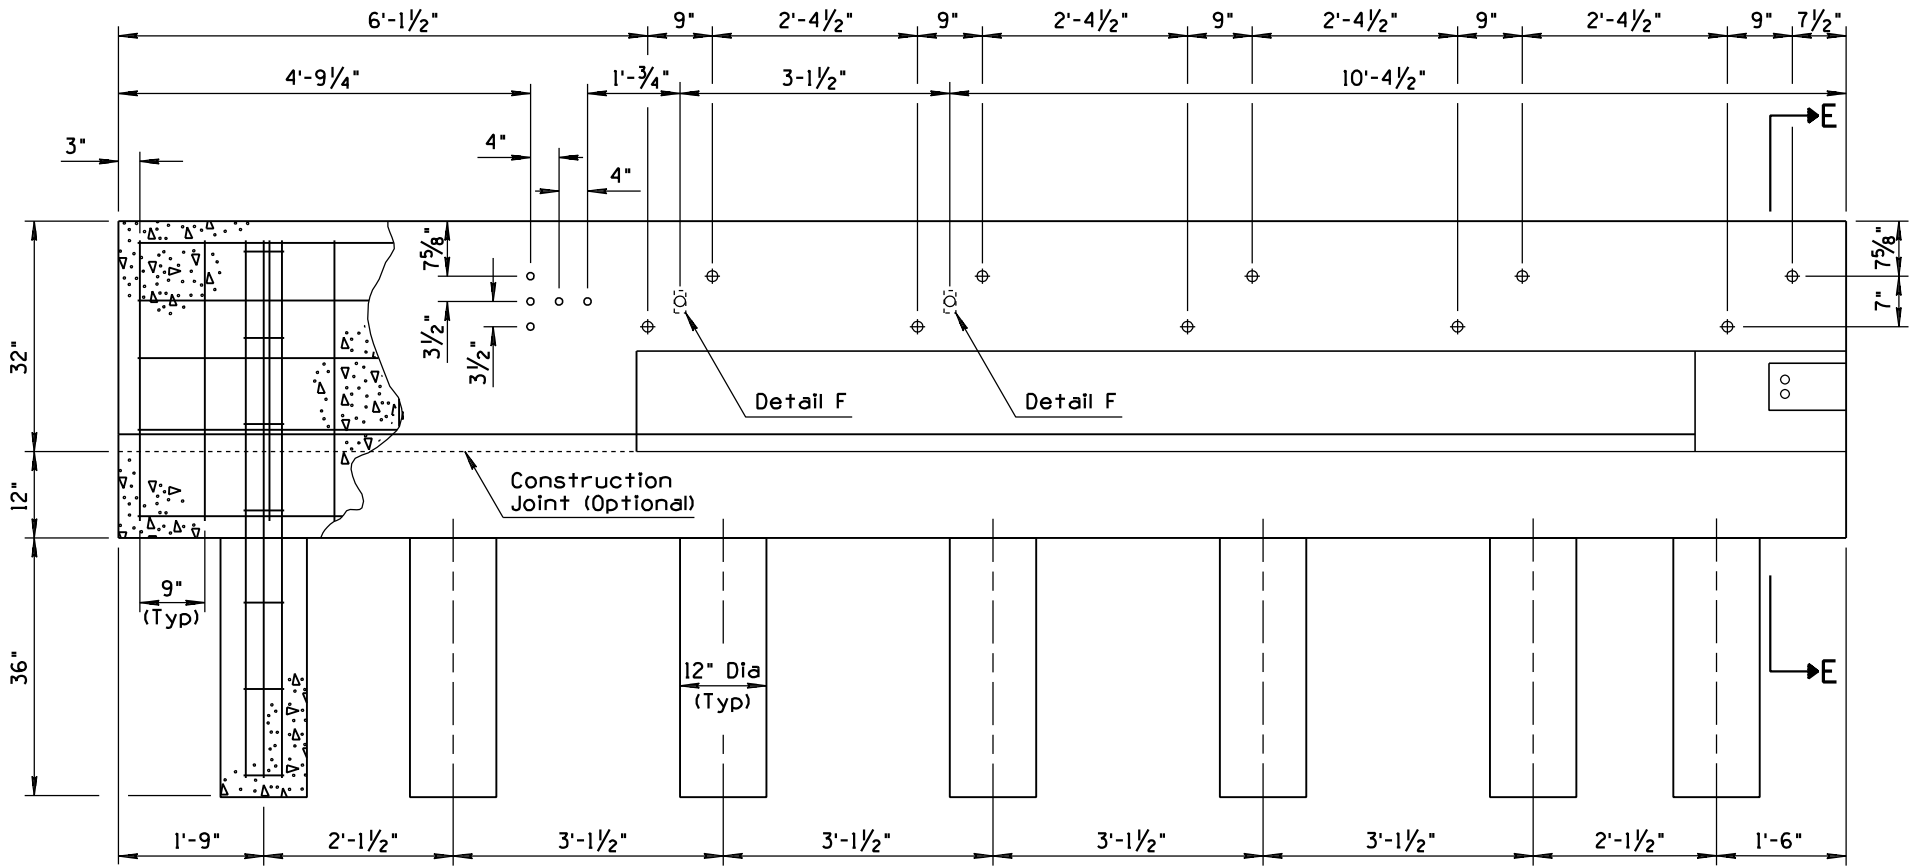 6'-1½" 9" 2'-4½" 9" 2'-4½" 9" 2'-4½" 9" 2'-4½" 9" 7½"
4'-9¼" 1'-¾" 3-1½" 10'-4½"
E
3" 4"
4"
7⅝" 7⅝"
7"
3½"
3½"
32"
Detail F Detail F
Construction
Joint (Optional)
12"
9"
(Typ)
36"
12" Dia
(Typ)
E
1'-9" 2'-1½" 3'-1½" 3'-1½" 3'-1½" 3'-1½" 2'-1½" 1'-6"